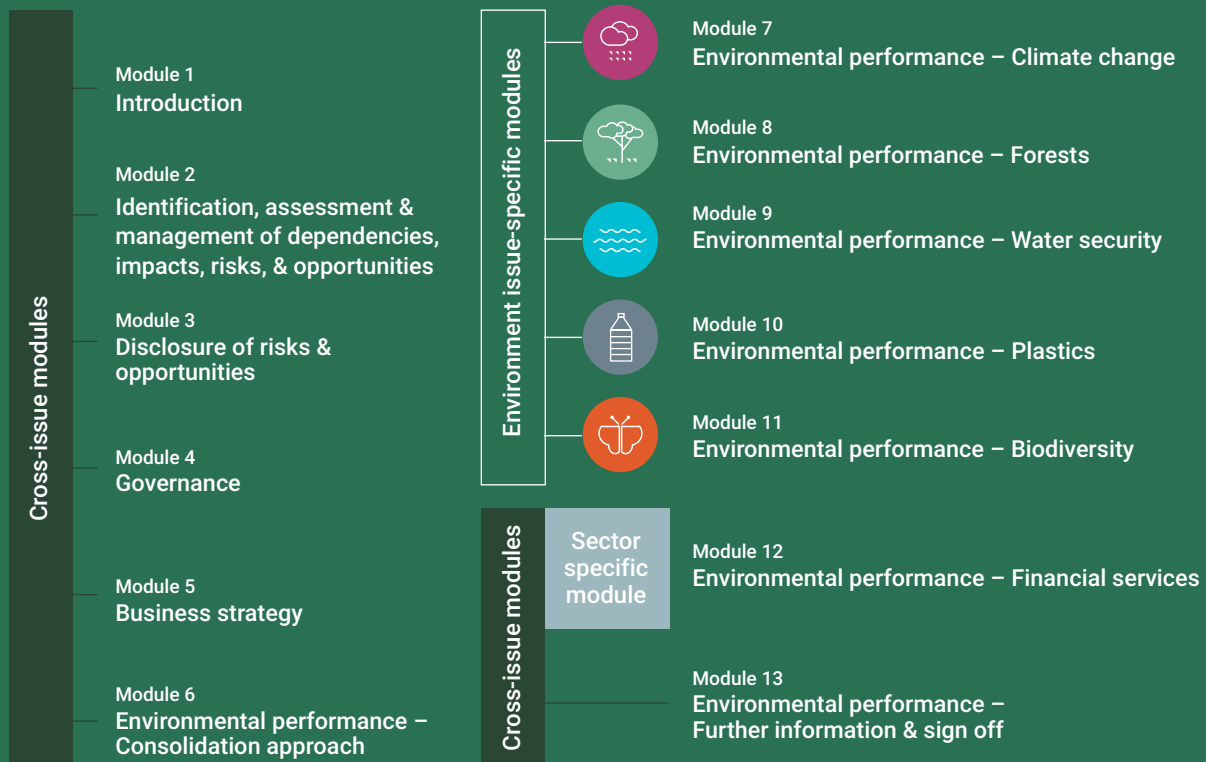 Cross-issue modules
Module 1
Introduction
Module 2
Identification, assessment &
management of dependencies,
impacts, risks, & opportunities
Module 3
Disclosure of risks &
opportunities
Module 4
Governance
Module 5
Business strategy
Module 6
Environmental performance –
Consolidation approach
Environment issue-specific modules
Module 7
Environmental performance – Climate change
Module 8
Environmental performance – Forests
Module 9
Environmental performance – Water security
Module 10
Environmental performance – Plastics
Module 11
Environmental performance – Biodiversity
Cross-issue modules
Sector
specific
module
Module 12
Environmental performance – Financial services
Module 13
Environmental performance –
Further information & sign off